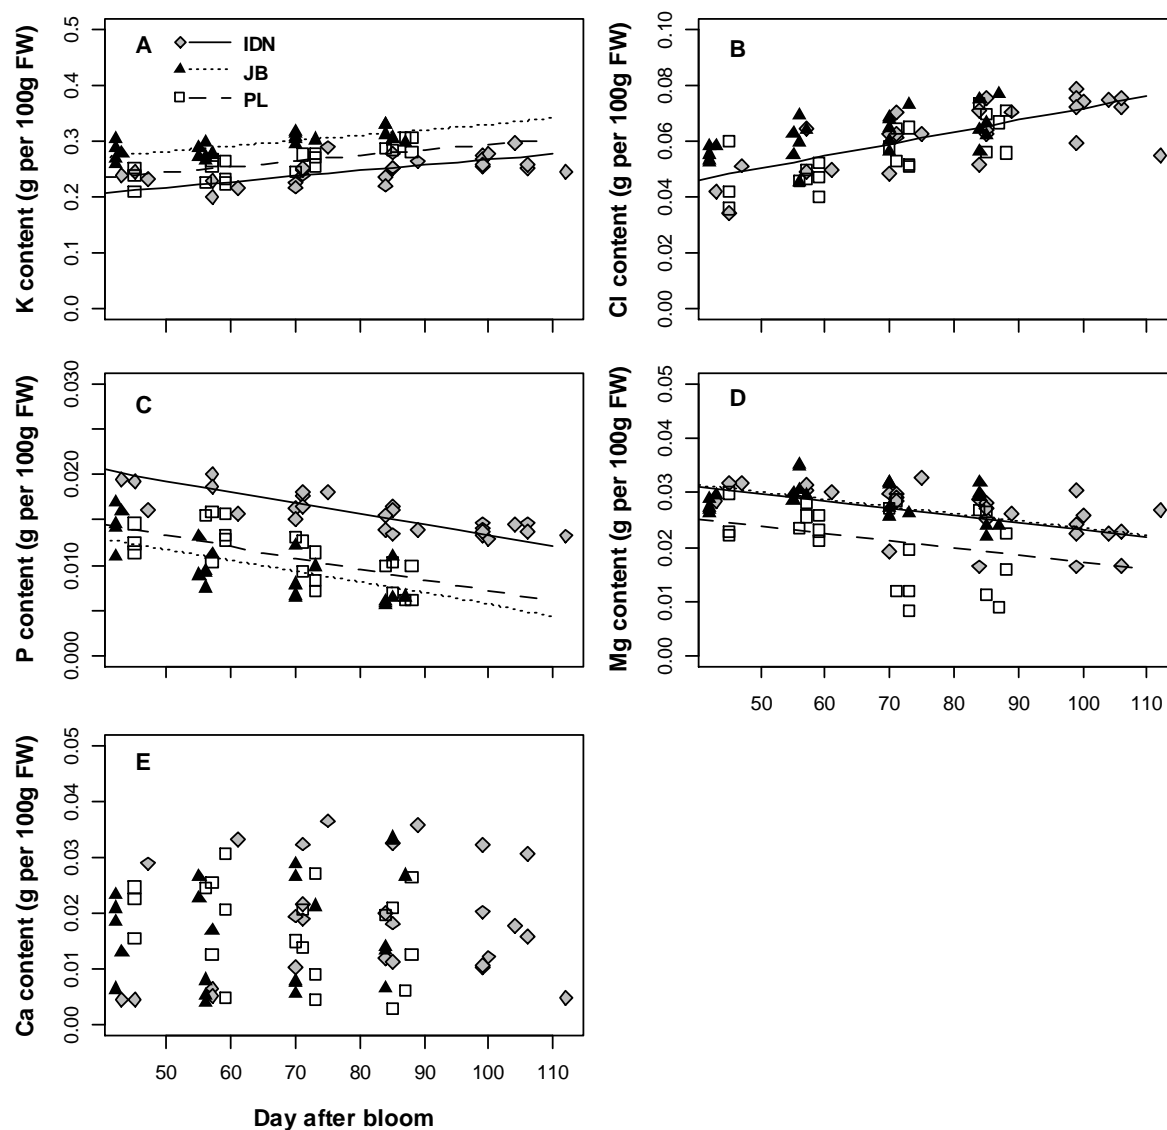 K content (g per 100g FW)
0.0 0.1 0.2 0.3 0.4 0.5
A
IDN
JB
PL
Cl content (g per 100g FW)
0.00 0.02 0.04 0.06 0.08 0.10
B
P content (g per 100g FW)
0.000 0.010 0.020 0.030
C
Mg content (g per 100g FW)
0.00 0.01 0.02 0.03 0.04 0.05
D
50 60 70 80 90 100 110
Ca content (g per 100g FW)
0.00 0.01 0.02 0.03 0.04 0.05
E
50 60 70 80 90 100 110
Day after bloom